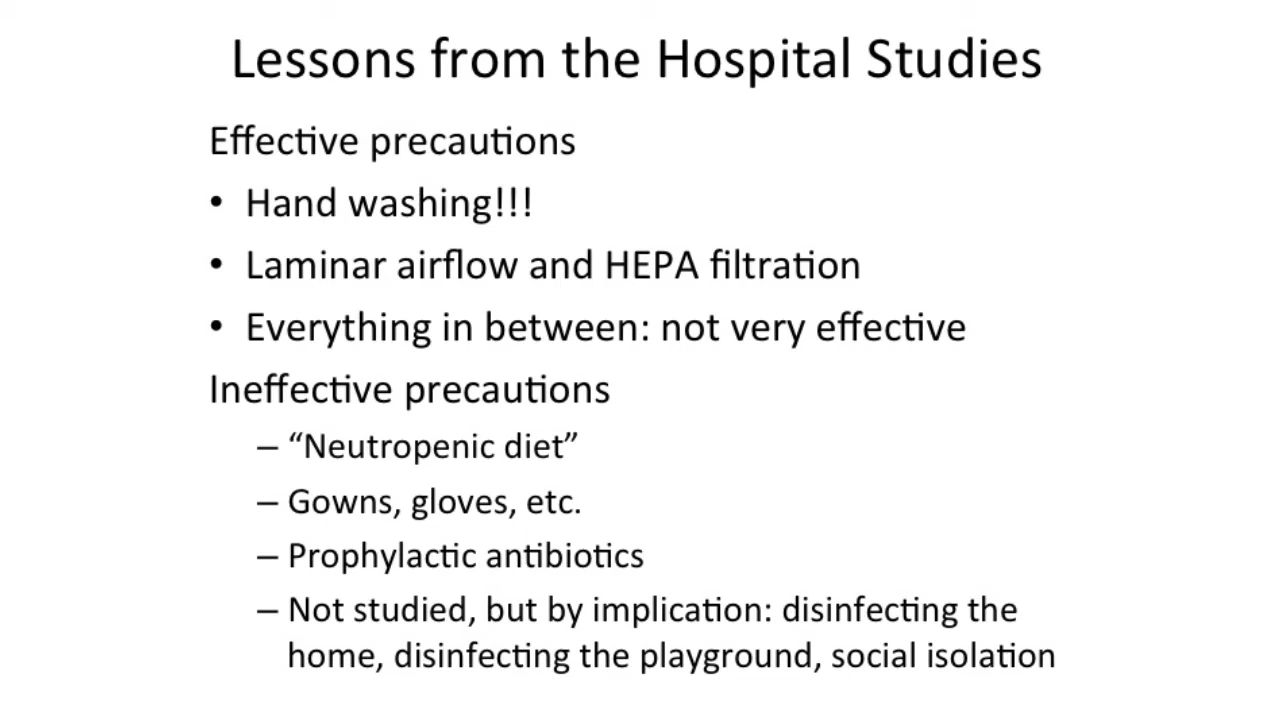 Lessons from the Hospital Studies
Effective precautions
• Hand washing!!!
• Laminar airflow and HEPA filtration
• Everything in between: not very effective
Ineffective precautions
– “Neutropenic diet”
– Gowns, gloves, etc.
– Prophylactic antibiotics
– Not studied, but by implication: disinfecting the
home, disinfecting the playground, social isolation